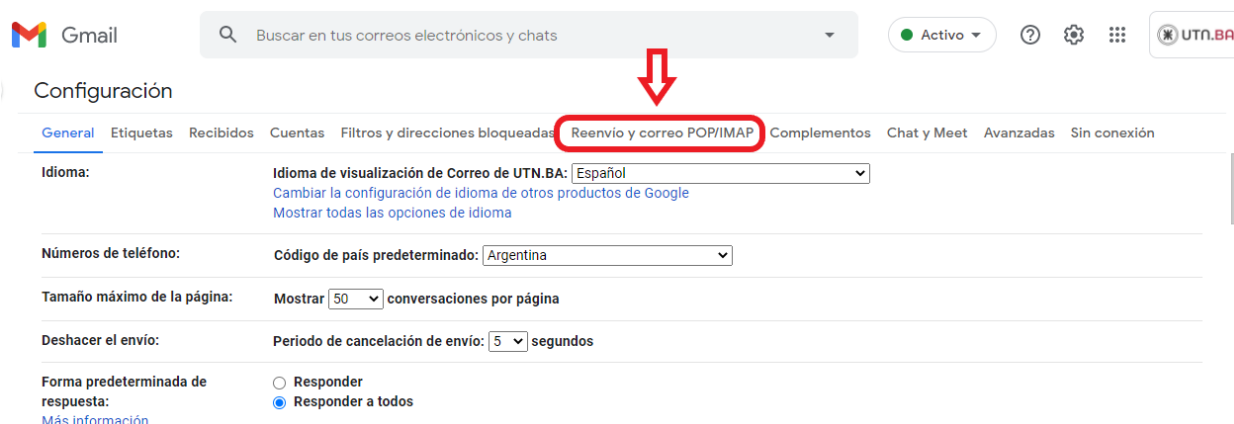 Gmail
Buscar en tus correos electrónicos y chats
Activo
UTN.BA
Configuración
General Etiquetas Recibidos Cuentas Filtros y direcciones bloqueadas Reenvío y correo POP/IMAP Complementos Chat y Meet Avanzadas Sin conexión
Idioma: Idioma de visualización de Correo de UTN.BA: Español
Cambiar la configuración de idioma de otros productos de Google
Mostrar todas las opciones de idioma
Números de teléfono: Código de país predeterminado: Argentina
Tamaño máximo de la página: Mostrar 50 conversaciones por página
Deshacer el envío: Periodo de cancelación de envío: 5 segundos
Forma predeterminada de respuesta: Responder
Responder a todos
Más información